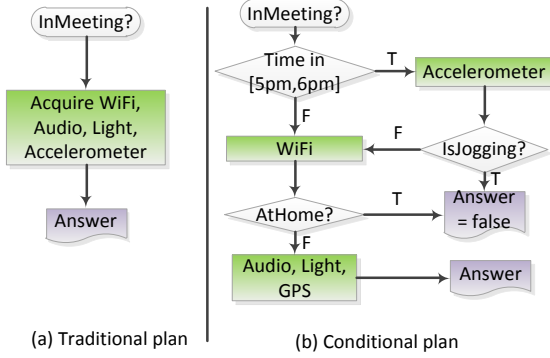 InMeeting?
Acquire WiFi,
Audio, Light,
Accelerometer
Answer
(a) Traditional plan
InMeeting?
Time in
[5pm,6pm]
T
Accelerometer
F
F
WiFi
IsJogging?
T
AtHome?
T
Answer
= false
F
Audio, Light,
GPS
Answer
(b) Conditional plan